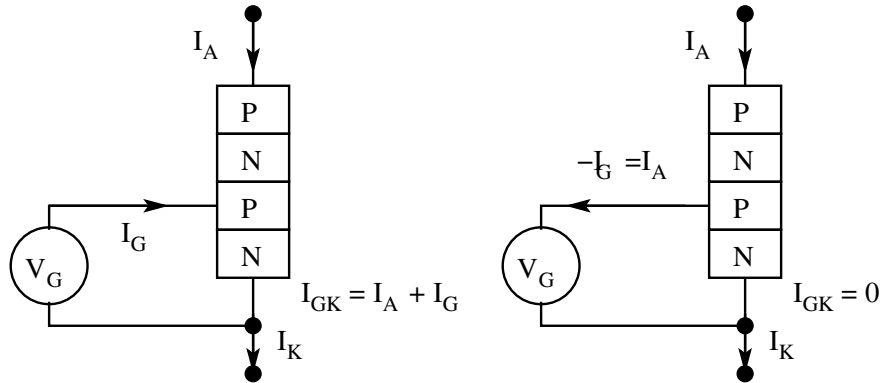 I_A
P
N
P
N
I_G
V_G
I_GK = I_A + I_G
I_K
I_A
P
N
P
N
–I_G =I_A
V_G
I_GK = 0
I_K